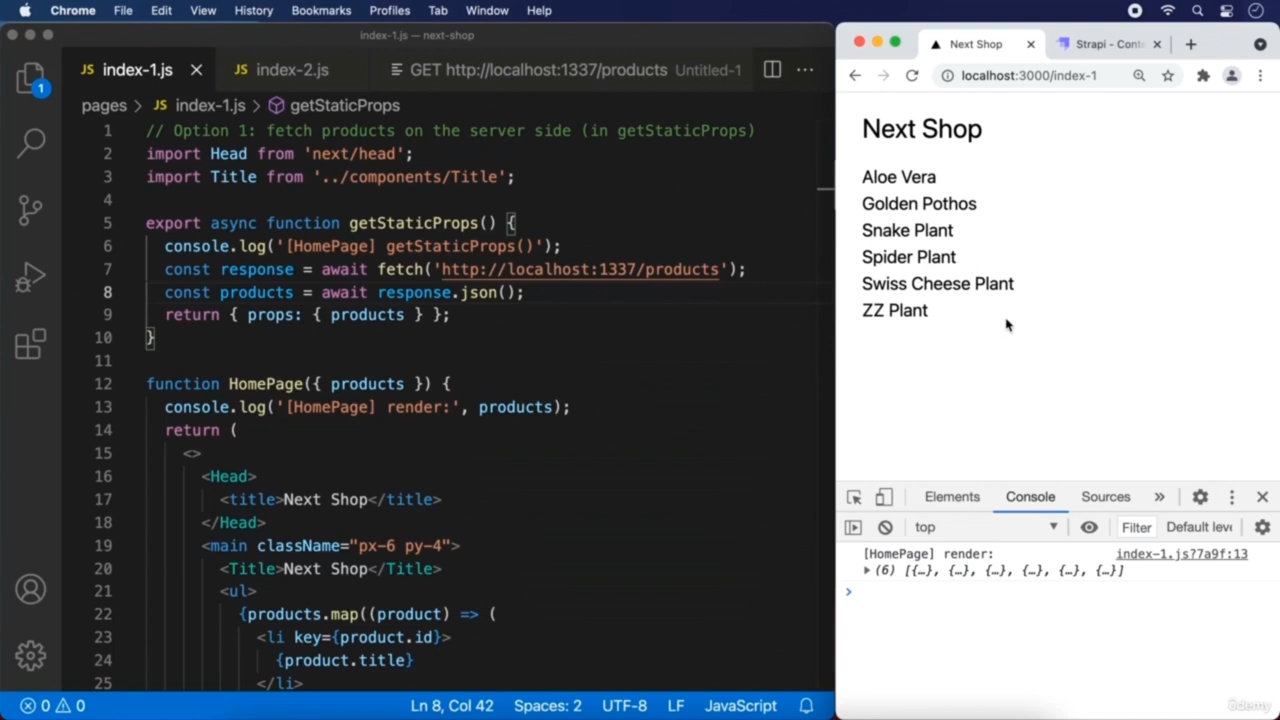 Chrome File Edit View History Bookmarks Profiles Tab Window Help
index-1.js — next-shop
JS index-1.js JS index-2.js GET http://localhost:1337/products Untitled-1
1
pages > JS index-1.js > getStaticProps
1 // Option 1: fetch products on the server side (in getStaticProps)
2 import Head from 'next/head';
3 import Title from '../components/Title';
4
5 export async function getStaticProps() {
6 console.log('[HomePage] getStaticProps()');
7 const response = await fetch('http://localhost:1337/products');
8 const products = await response.json();
9 return { props: { products } };
10 }
11
12 function HomePage({ products }) {
13 console.log('[HomePage] render:', products);
14 return (
15 <>
16 <Head>
17 <title>Next Shop</title>
18 </Head>
19 <main className="px-6 py-4">
20 <Title>Next Shop</Title>
21 <ul>
22 {products.map((product) => (
23 <li key={product.id}>
24 {product.title}
25 </li>
0 0 Ln 8, Col 42 Spaces: 2 UTF-8 LF JavaScript
Next Shop Strapi - Conte
localhost:3000/index-1
Next Shop
Aloe Vera
Golden Pothos
Snake Plant
Spider Plant
Swiss Cheese Plant
ZZ Plant
Elements Console Sources »
top Filter Default leve
[HomePage] render: index-1.js?7a9f:13
(6) [{…}, {…}, {…}, {…}, {…}, {…}]
ûdemy